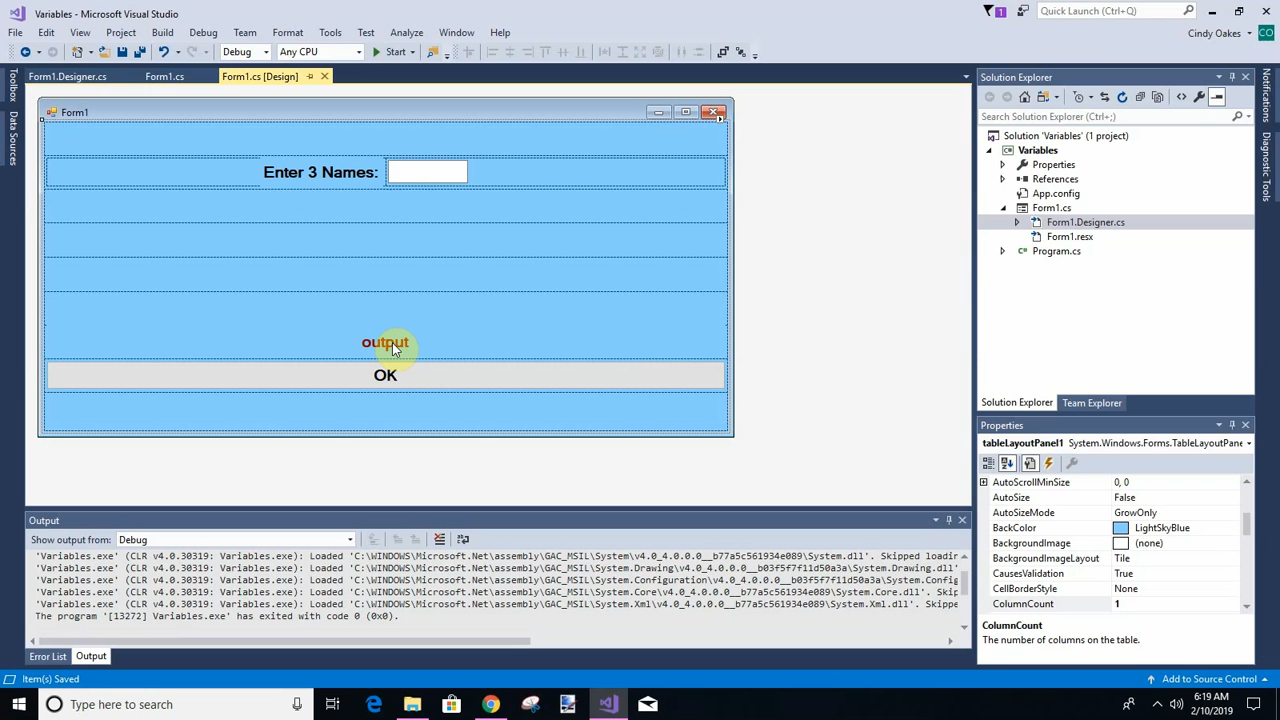 Variables - Microsoft Visual Studio
1
Quick Launch (Ctrl+Q)
File Edit View Project Build Debug Team Format Tools Test Analyze Window Help
Cindy Oakes
CO
Debug
Any CPU
Start
Toolbox
Data Sources
Form1.Designer.cs
Form1.cs
Form1.cs [Design]
Form1
Enter 3 Names:
output
OK
Output
Show output from: Debug
'Variables.exe' (CLR v4.0.30319: Variables.exe): Loaded 'C:\WINDOWS\Microsoft.Net\assembly\GAC_MSIL\System\v4.0_4.0.0.0__b77a5c561934e089\System.dll'. Skipped loadin
'Variables.exe' (CLR v4.0.30319: Variables.exe): Loaded 'C:\WINDOWS\Microsoft.Net\assembly\GAC_MSIL\System.Drawing\v4.0_4.0.0.0__b03f5f7f11d50a3a\System.Drawing.dll'
'Variables.exe' (CLR v4.0.30319: Variables.exe): Loaded 'C:\WINDOWS\Microsoft.Net\assembly\GAC_MSIL\System.Configuration\v4.0_4.0.0.0__b03f5f7f11d50a3a\System.Config
'Variables.exe' (CLR v4.0.30319: Variables.exe): Loaded 'C:\WINDOWS\Microsoft.Net\assembly\GAC_MSIL\System.Core\v4.0_4.0.0.0__b77a5c561934e089\System.Core.dll'. Skip
'Variables.exe' (CLR v4.0.30319: Variables.exe): Loaded 'C:\WINDOWS\Microsoft.Net\assembly\GAC_MSIL\System.Xml\v4.0_4.0.0.0__b77a5c561934e089\System.Xml.dll'. Skippe
The program '[13272] Variables.exe' has exited with code 0 (0x0).
Error List
Output
Solution Explorer
Search Solution Explorer (Ctrl+;)
Solution 'Variables' (1 project)
Variables
Properties
References
App.config
Form1.cs
Form1.Designer.cs
Form1.resx
Program.cs
Solution Explorer
Team Explorer
Properties
tableLayoutPanel1 System.Windows.Forms.TableLayoutPane
AutoScrollMinSize 0, 0
AutoSize False
AutoSizeMode GrowOnly
BackColor LightSkyBlue
BackgroundImage (none)
BackgroundImageLayout Tile
CausesValidation True
CellBorderStyle None
ColumnCount 1
ColumnCount
The number of columns on the table.
Notifications
Diagnostic Tools
Item(s) Saved
Add to Source Control
Type here to search
6:19 AM
2/10/2019